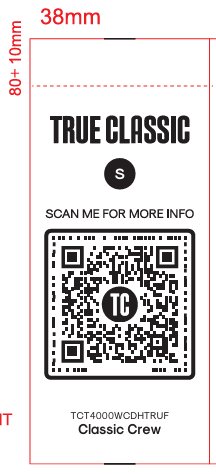 38mm
80+ 10mm
TRUE CLASSIC
S
SCAN ME FOR MORE INFO
TC
TCT4000WCDHTRUF
Classic Crew